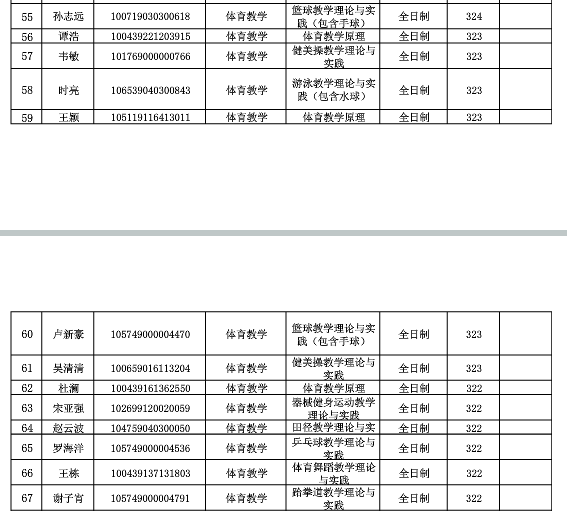 55 孙志远 100719030300618 体育教学 篮球教学理论与实践（包含手球） 全日制 324
56 谭浩 100439221203915 体育教学 体育教学原理 全日制 323
57 韦敏 101769000000766 体育教学 健美操教学理论与实践 全日制 323
58 时亮 106539040300843 体育教学 游泳教学理论与实践（包含水球） 全日制 323
59 王颖 105119116413011 体育教学 体育教学原理 全日制 323
60 卢新豪 105749000004470 体育教学 篮球教学理论与实践（包含手球） 全日制 323
61 吴清清 100659016113204 体育教学 健美操教学理论与实践 全日制 323
62 杜澜 100439161362550 体育教学 体育教学原理 全日制 322
63 宋亚强 102699120020059 体育教学 器械健身运动教学理论与实践 全日制 322
64 赵云波 104759040300050 体育教学 田径教学理论与实 全日制 322
65 罗海洋 105749000004536 体育教学 乒乓球教学理论与实践 全日制 322
66 王栋 100439137131803 体育教学 体育舞蹈教学理论与实践 全日制 322
67 谢子肖 105749000004791 体育教学 跆拳道教学理论与实践 全日制 322